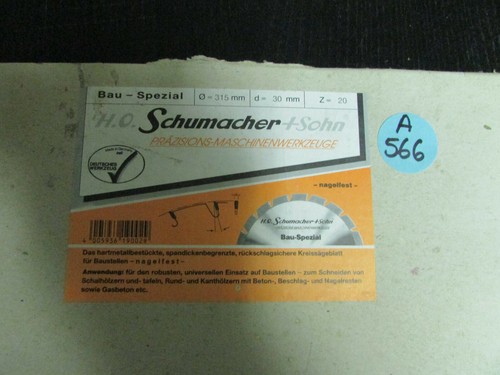 Bau – Spezial Ø = 315 mm d = 30 mm Z = 20
H.O. Schumacher + Sohn
PRÄZISIONS-MASCHINENWERKZEUGE
DEUTSCHES WERKZEUG
– nagelfest –
H.O. Schumacher + Sohn
Bau-Spezial
Das hartmetallbestückte, spandickenbegrenzte, rückschlagsichere Kreissägeblatt
für Baustellen – nagelfest –
Anwendung: für den robusten, universellen Einsatz auf Baustellen – zum Schneiden von
Schalhölzern und -tafeln, Rund- und Kanthölzern mit Beton-, Beschlag- und Nagelresten
sowie Gasbeton etc.
A
566